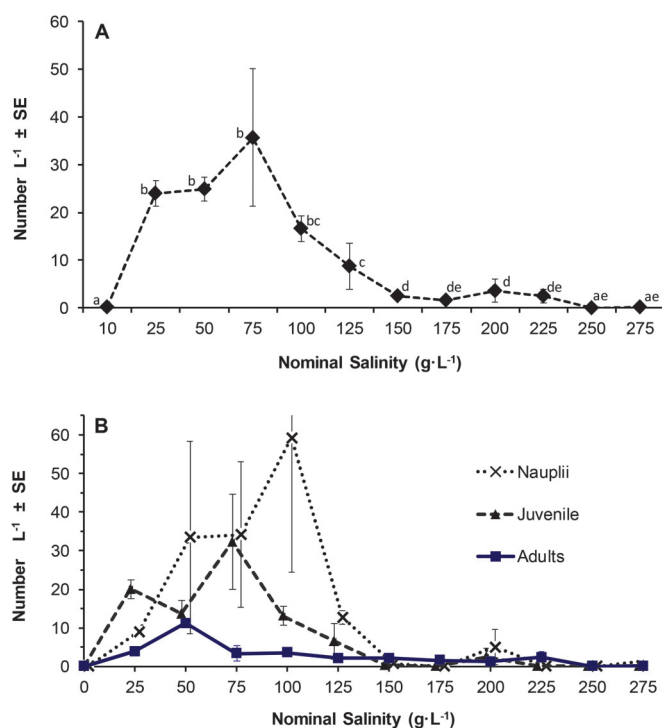 A
60
50
40
30
20
10
0
Number L⁻¹ ± SE
a
b
b
b
bc
c
d
de
d
de
ae
ae
10 25 50 75 100 125 150 175 200 225 250 275
Nominal Salinity (g·L⁻¹)
B
60
50
40
30
20
10
0
Number L⁻¹ ± SE
Nauplii
Juvenile
Adults
0 25 50 75 100 125 150 175 200 225 250 275
Nominal Salinity (g·L⁻¹)